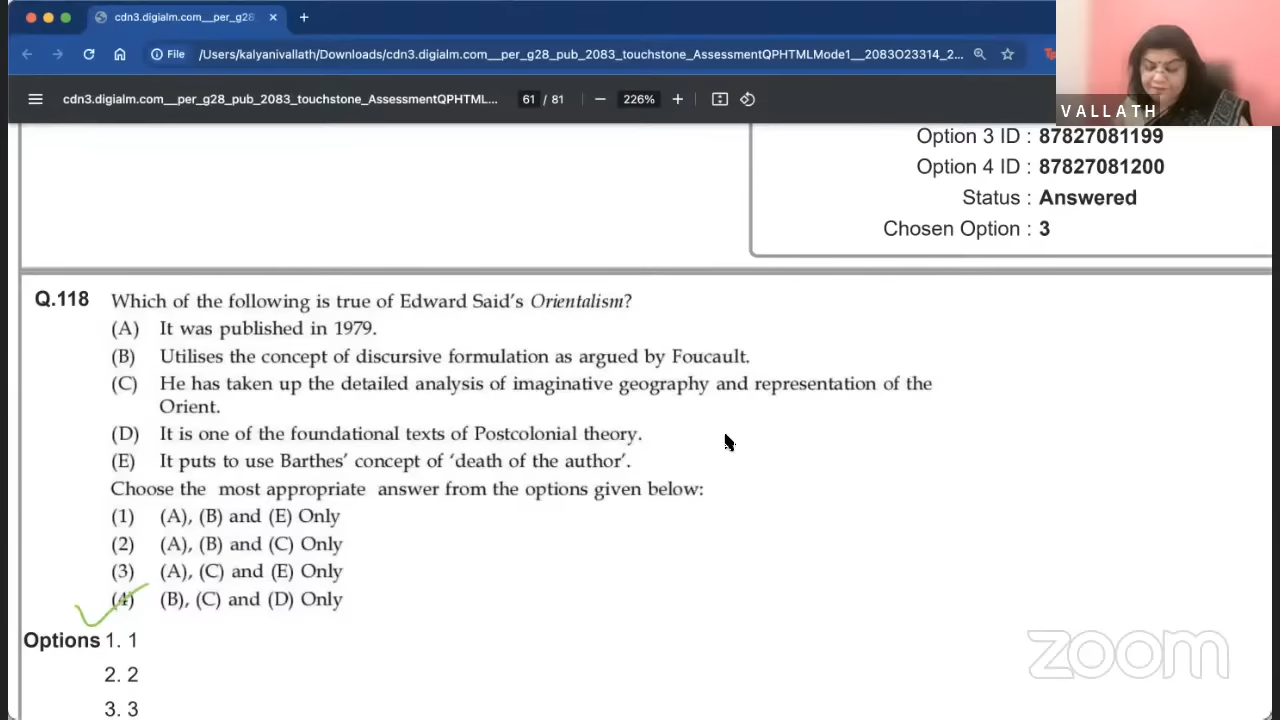 cdn3.digialm.com__per_g28
File /Users/kalyanivallath/Downloads/cdn3.digialm.com__per_g28_pub_2083_touchstone_AssessmentQPHTMLMode1__2083O23314_2...
cdn3.digialm.com__per_g28_pub_2083_touchstone_AssessmentQPHTML... 61 / 81 226%
VALLATH
Option 3 ID : 87827081199
Option 4 ID : 87827081200
Status : Answered
Chosen Option : 3
Q.118 Which of the following is true of Edward Said's Orientalism?
(A) It was published in 1979.
(B) Utilises the concept of discursive formulation as argued by Foucault.
(C) He has taken up the detailed analysis of imaginative geography and representation of the
Orient.
(D) It is one of the foundational texts of Postcolonial theory.
(E) It puts to use Barthes' concept of 'death of the author'.
Choose the most appropriate answer from the options given below:
(1) (A), (B) and (E) Only
(2) (A), (B) and (C) Only
(3) (A), (C) and (E) Only
(4) (B), (C) and (D) Only
Options 1. 1
2. 2
3. 3
zoom